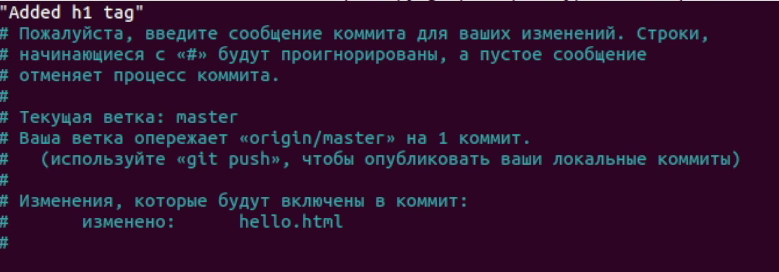 "Added h1 tag"
# Пожалуйста, введите сообщение коммита для ваших изменений. Строки,
# начинающиеся с «#» будут проигнорированы, а пустое сообщение
# отменяет процесс коммита.
#
# Текущая ветка: master
# Ваша ветка опережает «origin/master» на 1 коммит.
#   (используйте «git push», чтобы опубликовать ваши локальные коммиты)
#
# Изменения, которые будут включены в коммит:
#       изменено:      hello.html
#